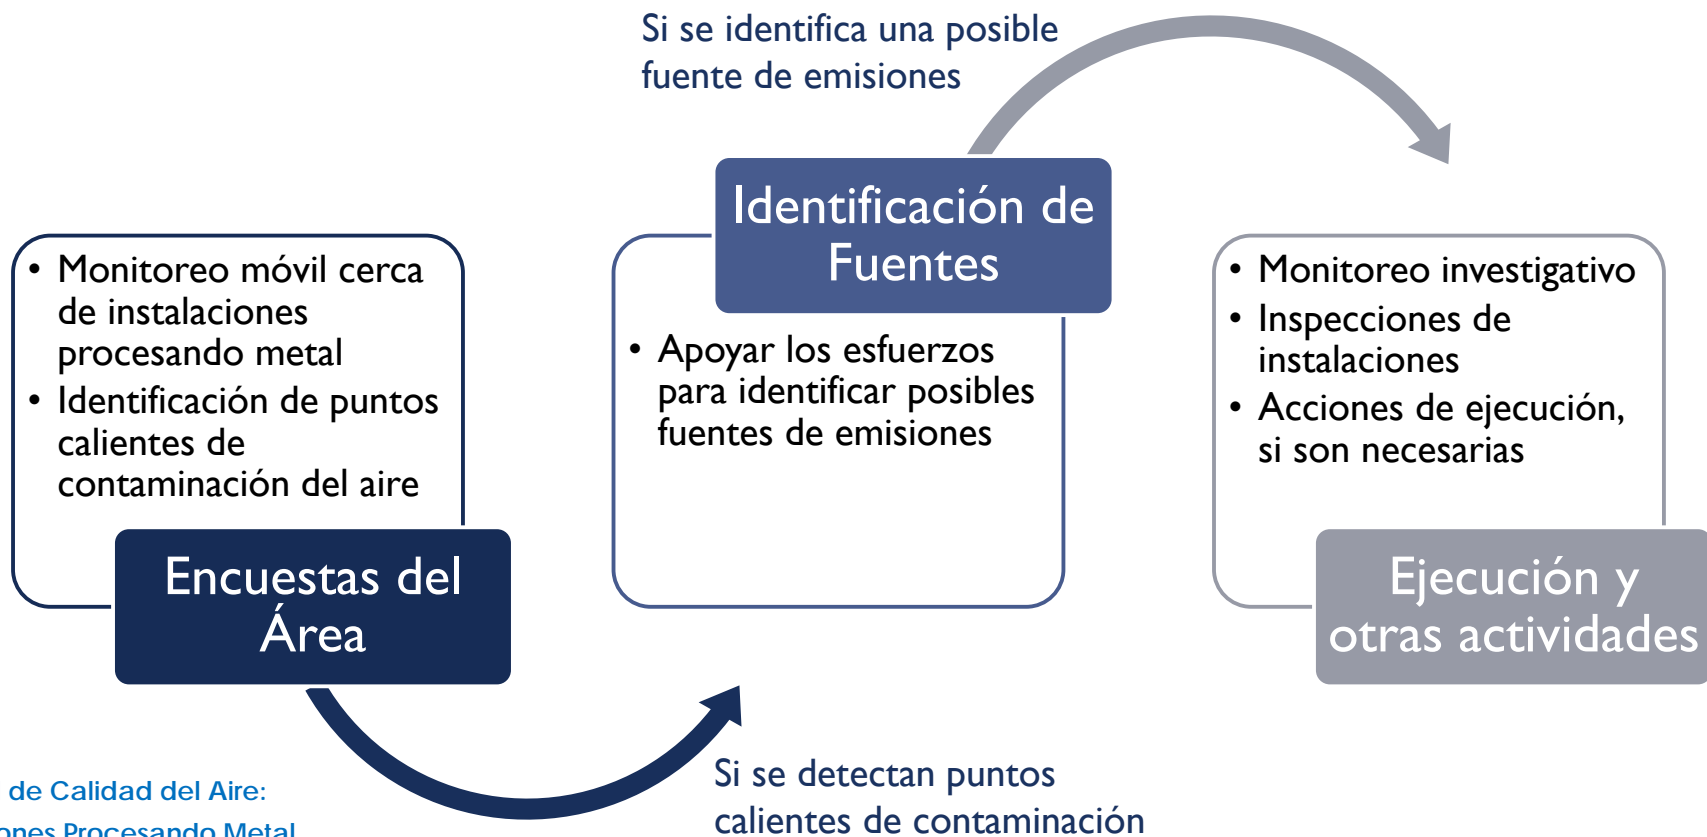 Si se identifica una posible
fuente de emisiones
Identificación de
Fuentes
• Monitoreo móvil cerca
de instalaciones
procesando metal
• Identificación de puntos
calientes de
contaminación del aire
Encuestas del
Área
• Apoyar los esfuerzos
para identificar posibles
fuentes de emisiones
• Monitoreo investigativo
• Inspecciones de
instalaciones
• Acciones de ejecución,
si son necesarias
Ejecución y
otras actividades
Si se detectan puntos
calientes de contaminación
de Calidad del Aire:
Procesando Metal